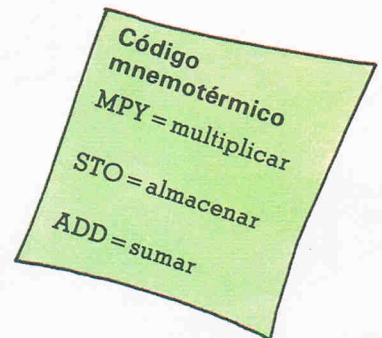 Código
mnemotérmico
MPY = multiplicar
STO = almacenar
ADD = sumar